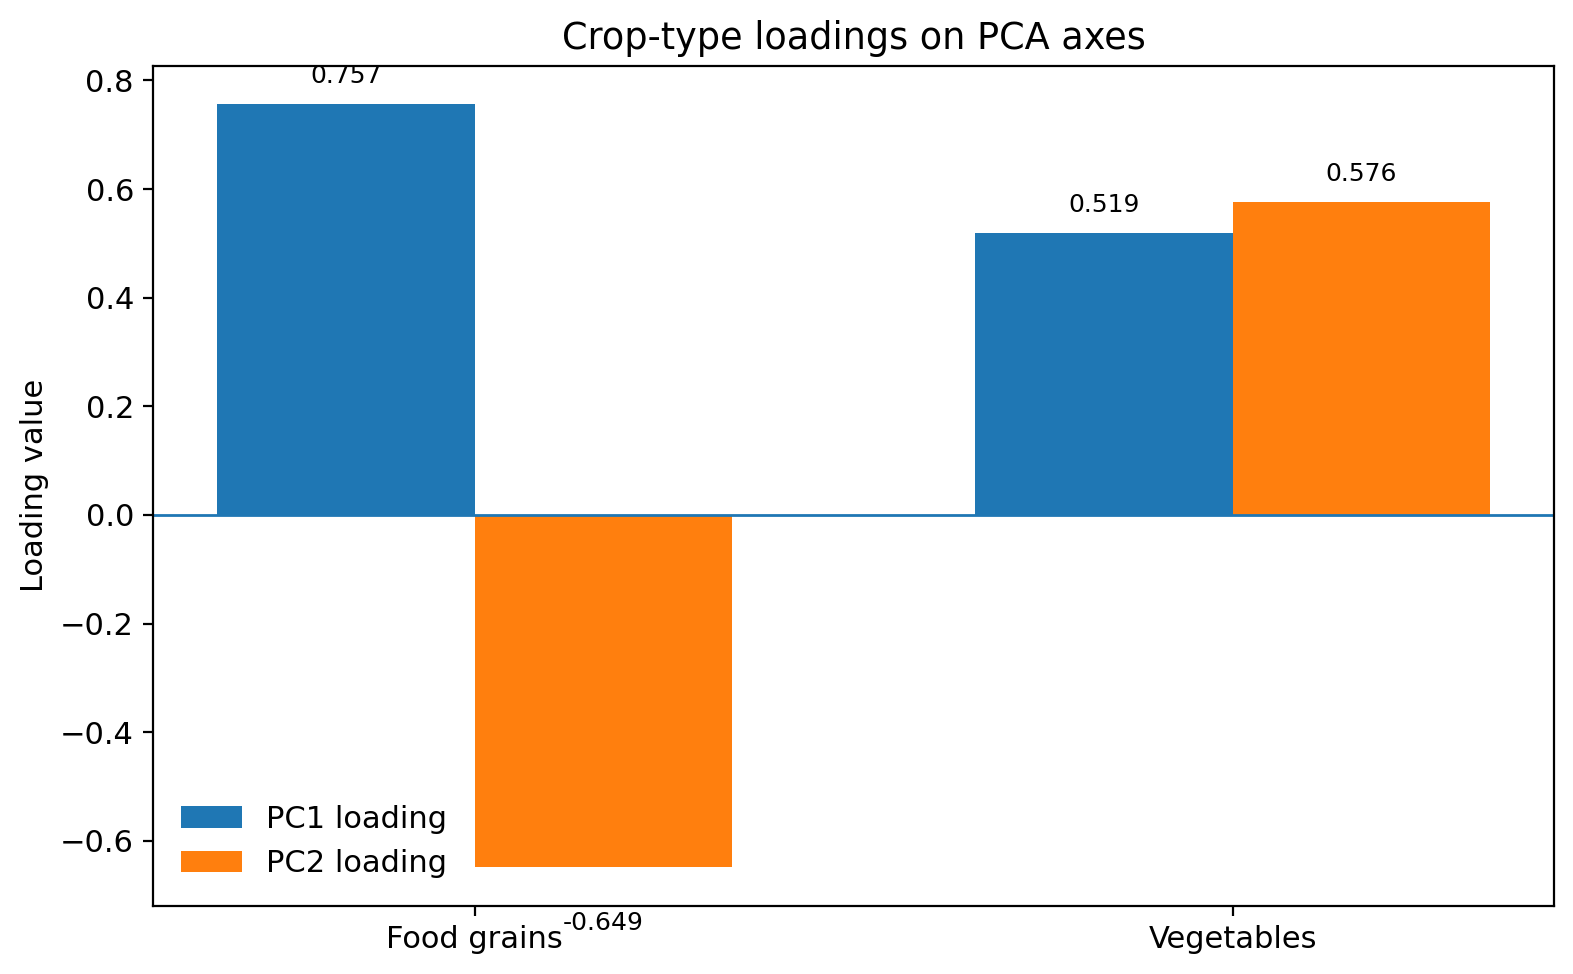 Crop-type loadings on PCA axes
Loading value
0.8
0.6
0.4
0.2
0.0
−0.2
−0.4
−0.6
0.757
-0.649
0.519
0.576
PC1 loading
PC2 loading
Food grains
Vegetables